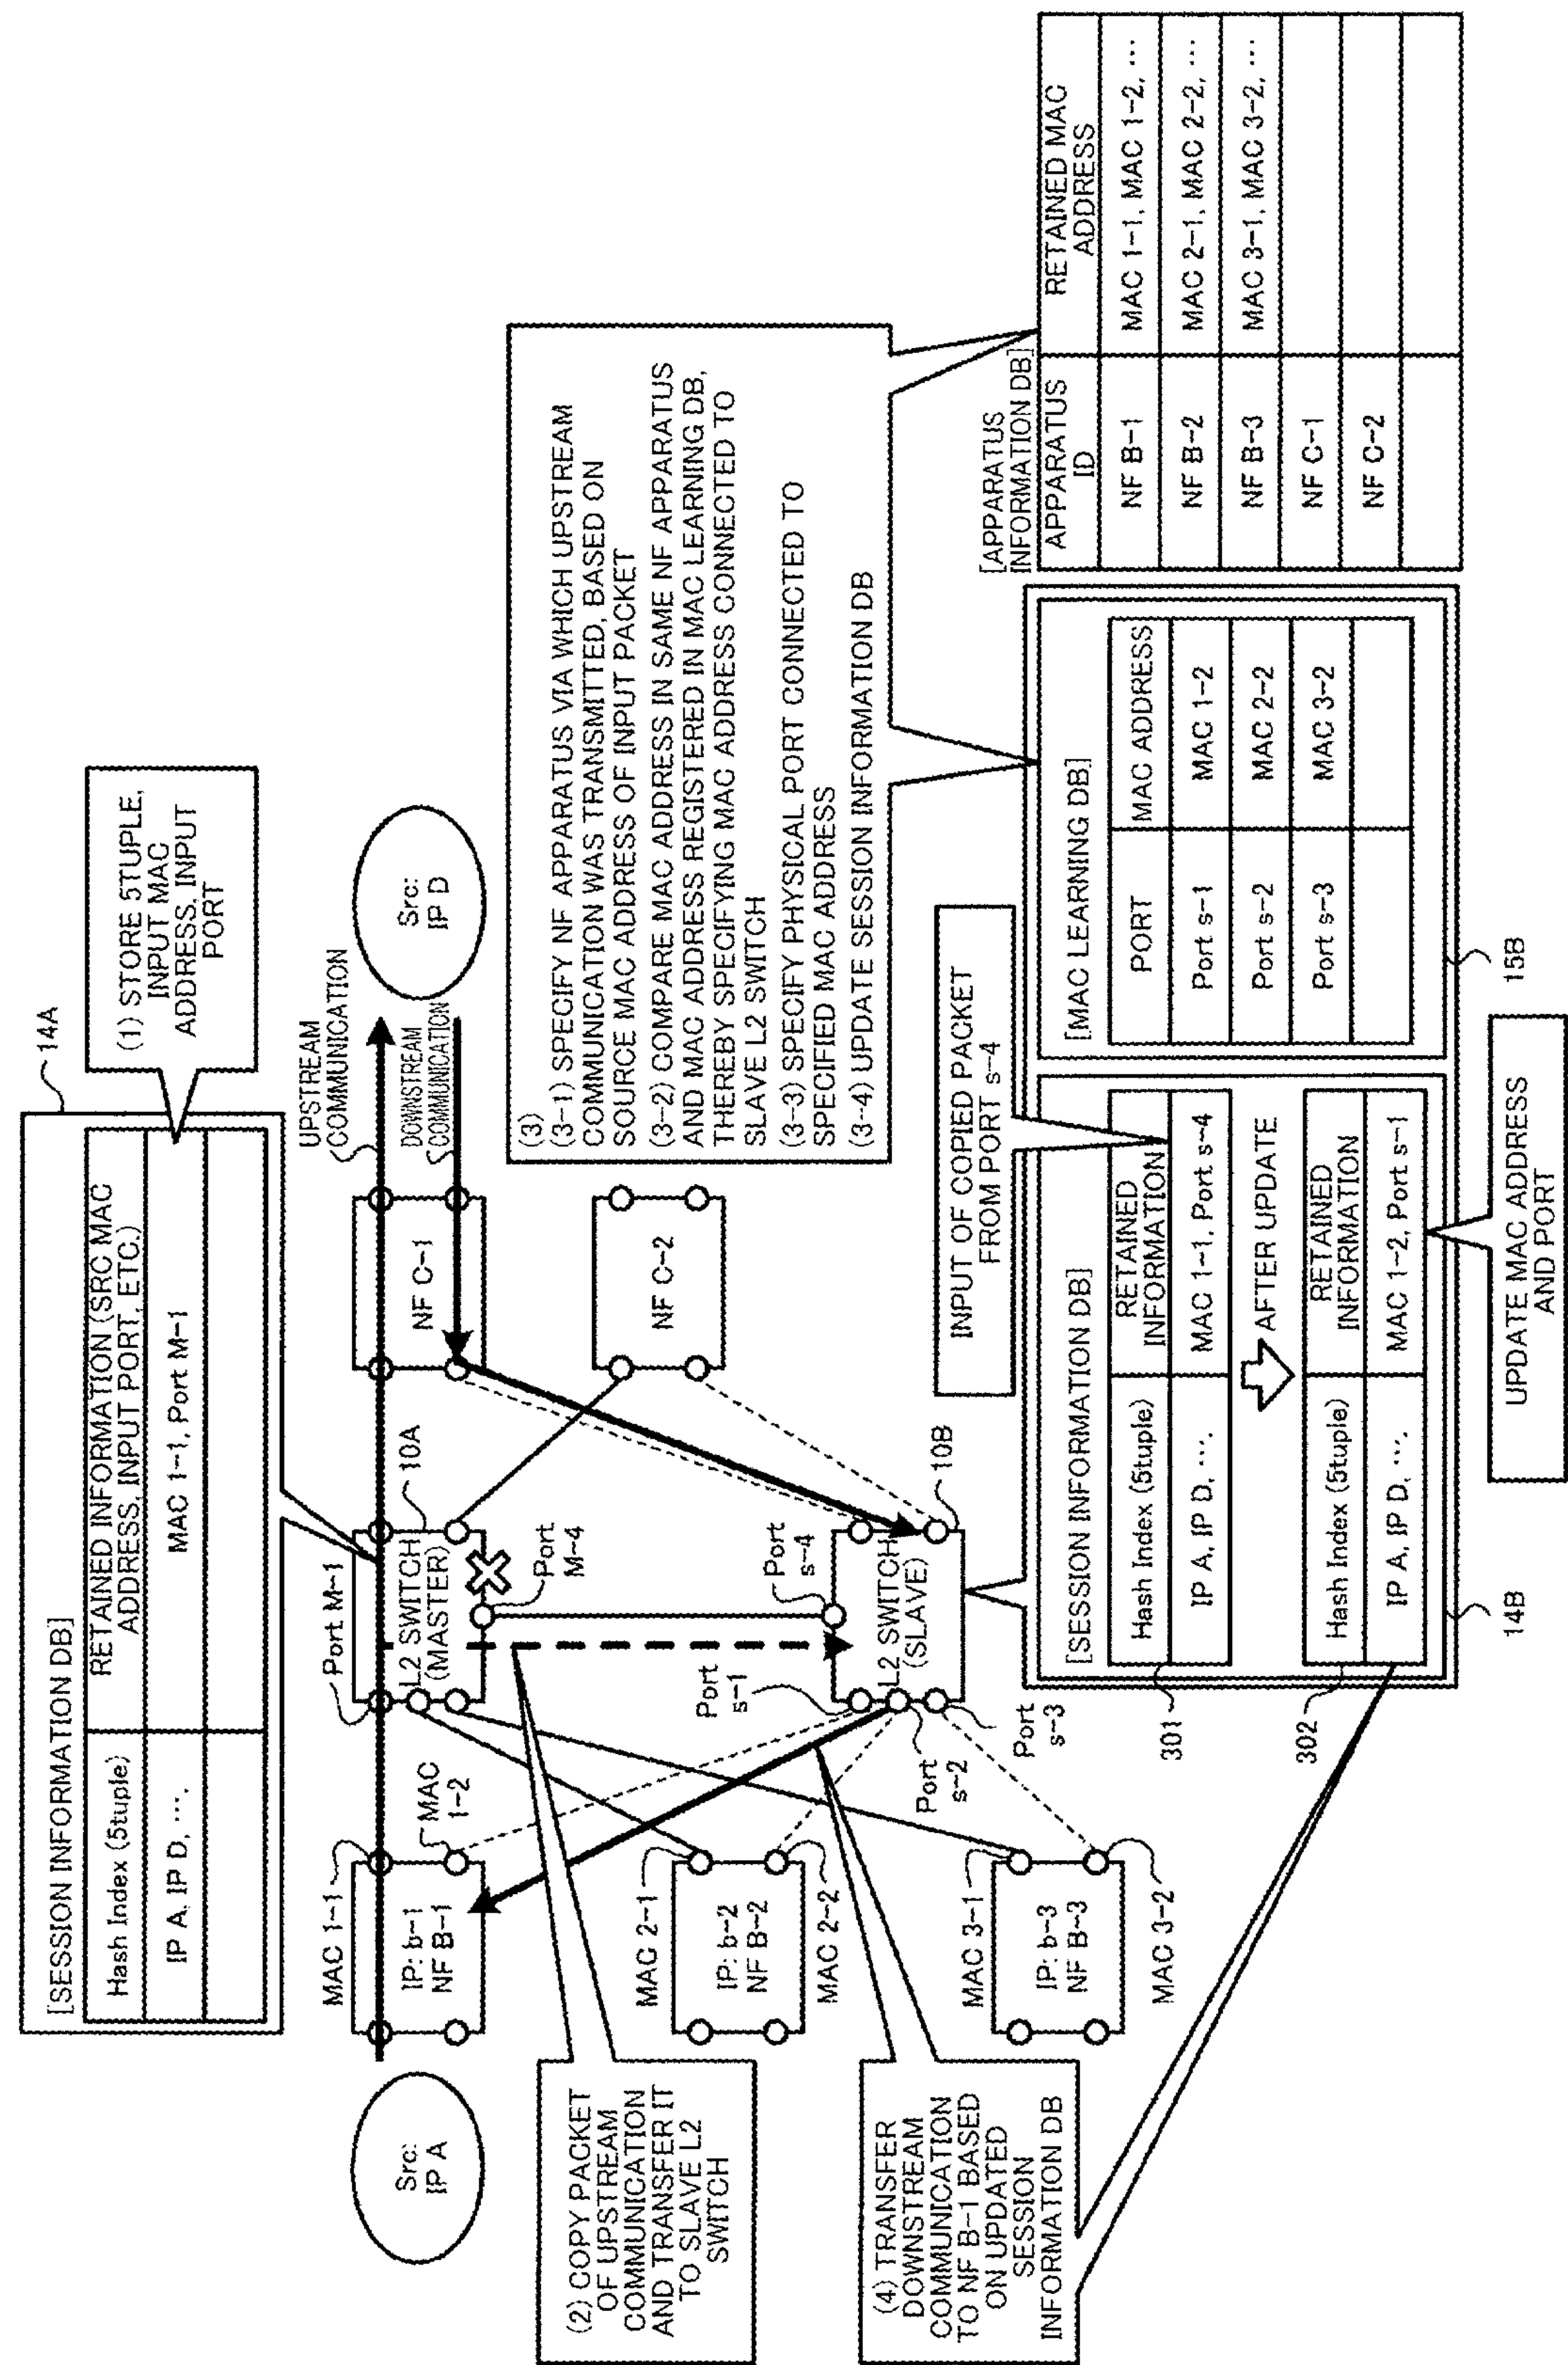 [SESSION INFORMATION DB]
Hash Index (5tuple)
RETAINED INFORMATION (SRC MAC
ADDRESS, INPUT PORT, ETC.)
IP A, IP D, ···,
MAC 1-1, Port M-1
14A
(1) STORE 5TUPLE,
INPUT MAC
ADDRESS, INPUT
PORT
Src:
IP A
MAC 1-1
IP: b-1
NF B-1
MAC
1-2
Port M-1
L2 SWITCH
(MASTER)
10A
Port
M-4
NF C-1
UPSTREAM
COMMUNICATION
DOWNSTREAM
COMMUNICATION
Src:
IP D
(2) COPY PACKET
OF UPSTREAM
COMMUNICATION
AND TRANSFER IT
TO SLAVE L2
SWITCH
MAC 2-1
IP: b-2
NF B-2
MAC 2-2
NF C-2
(3)
(3-1) SPECIFY NF APPARATUS VIA WHICH UPSTREAM
COMMUNICATION WAS TRANSMITTED, BASED ON
SOURCE MAC ADDRESS OF INPUT PACKET
(3-2) COMPARE MAC ADDRESS IN SAME NF APPARATUS
AND MAC ADDRESS REGISTERED IN MAC LEARNING DB,
THEREBY SPECIFYING MAC ADDRESS CONNECTED TO
SLAVE L2 SWITCH
(3-3) SPECIFY PHYSICAL PORT CONNECTED TO
SPECIFIED MAC ADDRESS
(3-4) UPDATE SESSION INFORMATION DB
Port
s-1
Port
s-4
L2 SWITCH
(SLAVE)
10B
Port
s-2
Port
s-3
(4) TRANSFER
DOWNSTREAM
COMMUNICATION
TO NF B-1 BASED
ON UPDATED
SESSION
INFORMATION DB
MAC 3-1
IP: b-3
NF B-3
MAC 3-2
INPUT OF COPIED PACKET
FROM PORT s-4
[SESSION INFORMATION DB]
Hash Index (5tuple)
RETAINED
INFORMATION
IP A, IP D, ···,
MAC 1-1, Port s-4
301
AFTER UPDATE
Hash Index (5tuple)
RETAINED
INFORMATION
IP A, IP D, ···,
MAC 1-2, Port s-1
302
14B
UPDATE MAC ADDRESS
AND PORT
[MAC LEARNING DB]
PORT
MAC ADDRESS
Port s-1
MAC 1-2
Port s-2
MAC 2-2
Port s-3
MAC 3-2
15B
[APPARATUS
INFORMATION DB]
APPARATUS
ID
RETAINED MAC
ADDRESS
NF B-1
MAC 1-1, MAC 1-2, ···
NF B-2
MAC 2-1, MAC 2-2, ···
NF B-3
MAC 3-1, MAC 3-2, ···
NF C-1
NF C-2